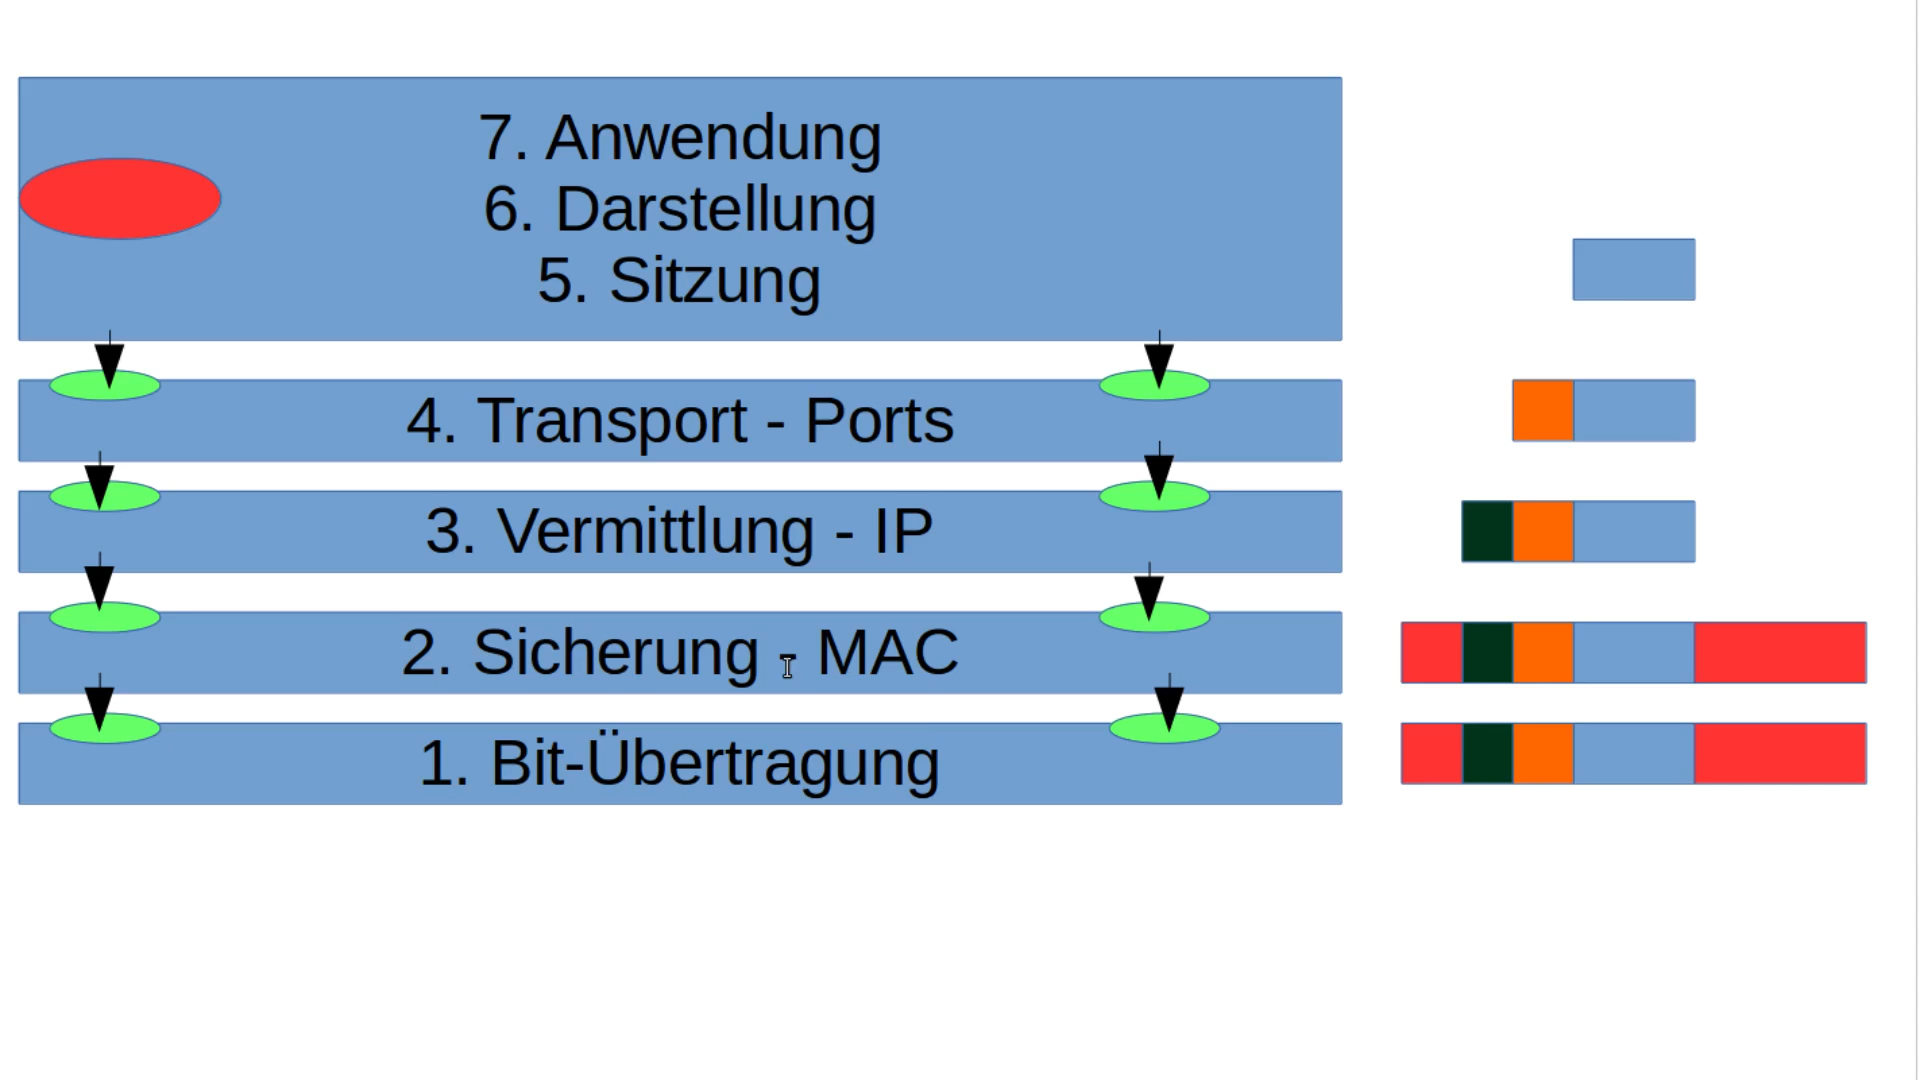 7. Anwendung
6. Darstellung
5. Sitzung
4. Transport - Ports
3. Vermittlung - IP
2. Sicherung - MAC
1. Bit-Übertragung